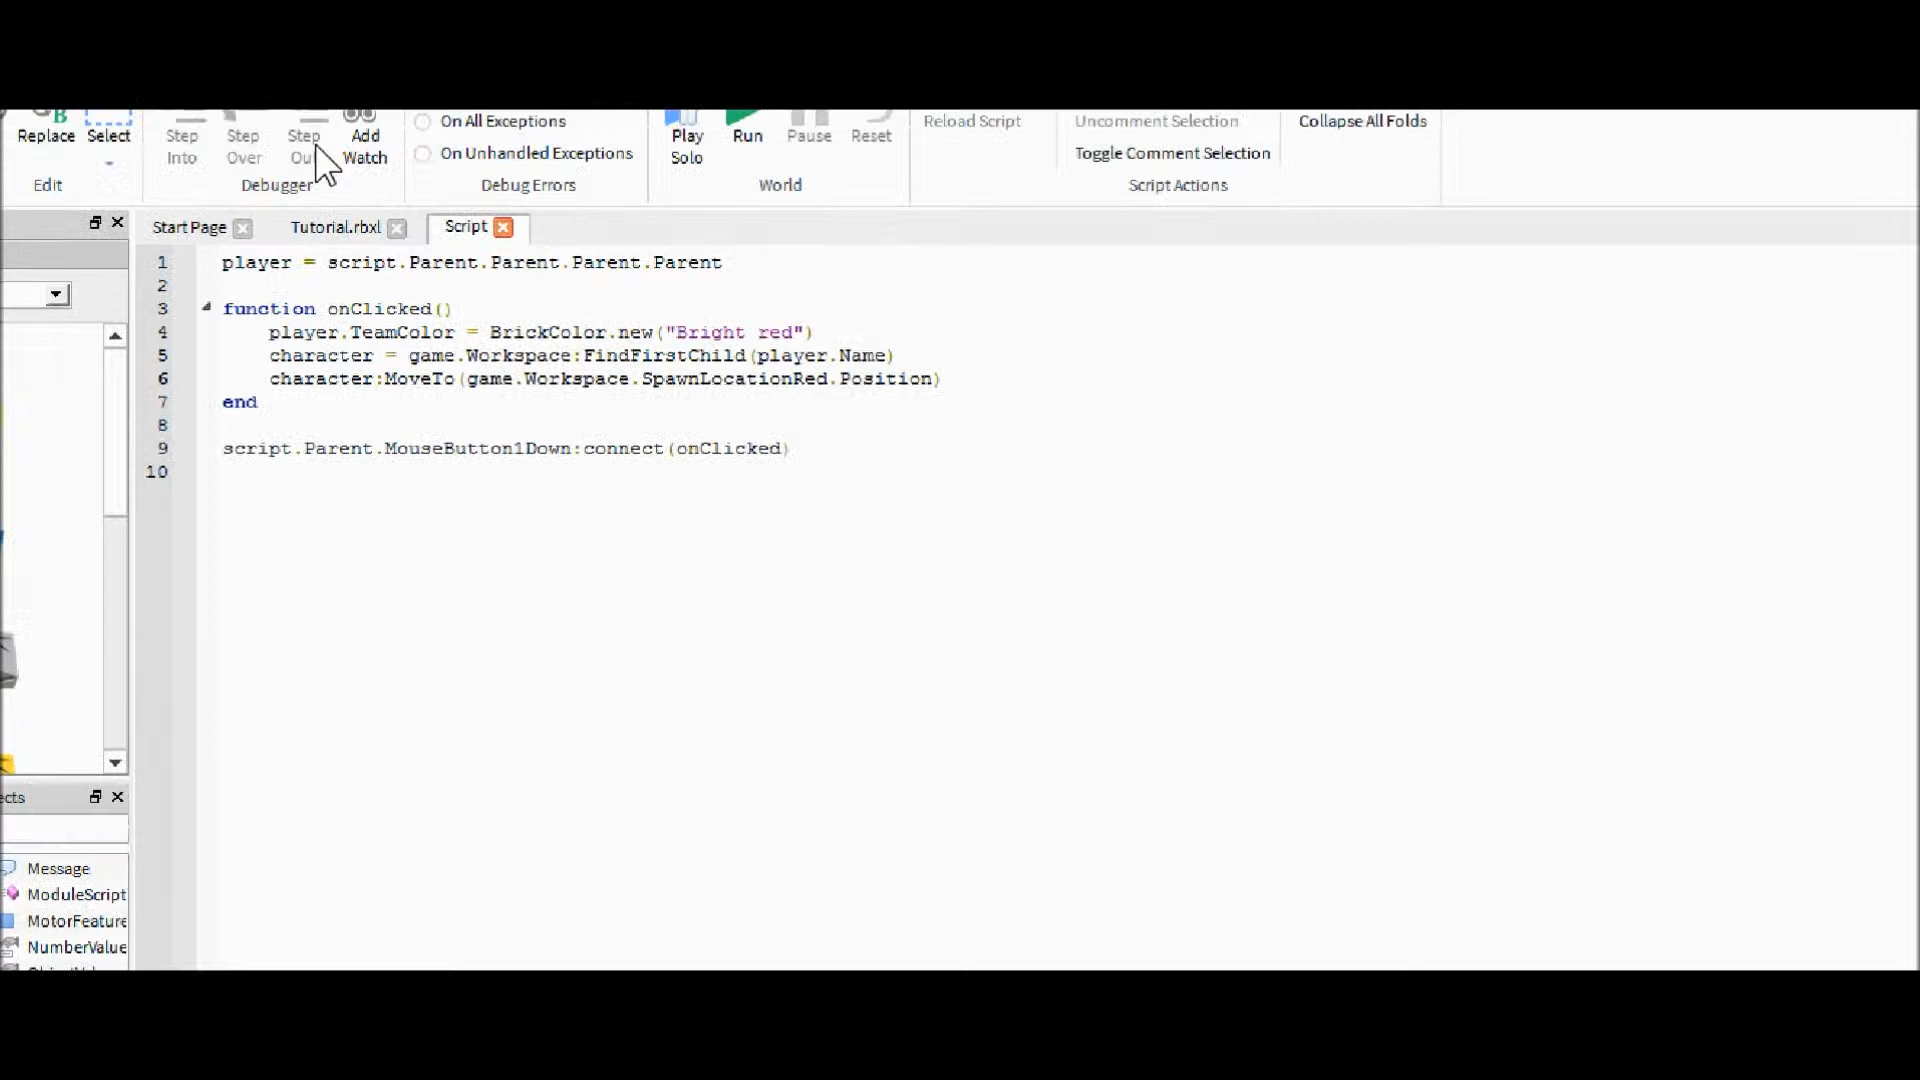 Replace Select Step Into Step Over Step Add Watch On All Exceptions Play Solo Run Pause Reset Reload Script Uncomment Selection Collapse All Folds
On Unhandled Exceptions Toggle Comment Selection
Edit Debugger Debug Errors World Script Actions
Start Page Tutorial.rbxl Script
1 player = script.Parent.Parent.Parent.Parent
2
3 function onClicked()
4 player.TeamColor = BrickColor.new("Bright red")
5 character = game.Workspace:FindFirstChild(player.Name)
6 character:MoveTo(game.Workspace.SpawnLocationRed.Position)
7 end
8
9 script.Parent.MouseButton1Down:connect(onClicked)
10
ects
Message
ModuleScript
MotorFeature
NumberValue